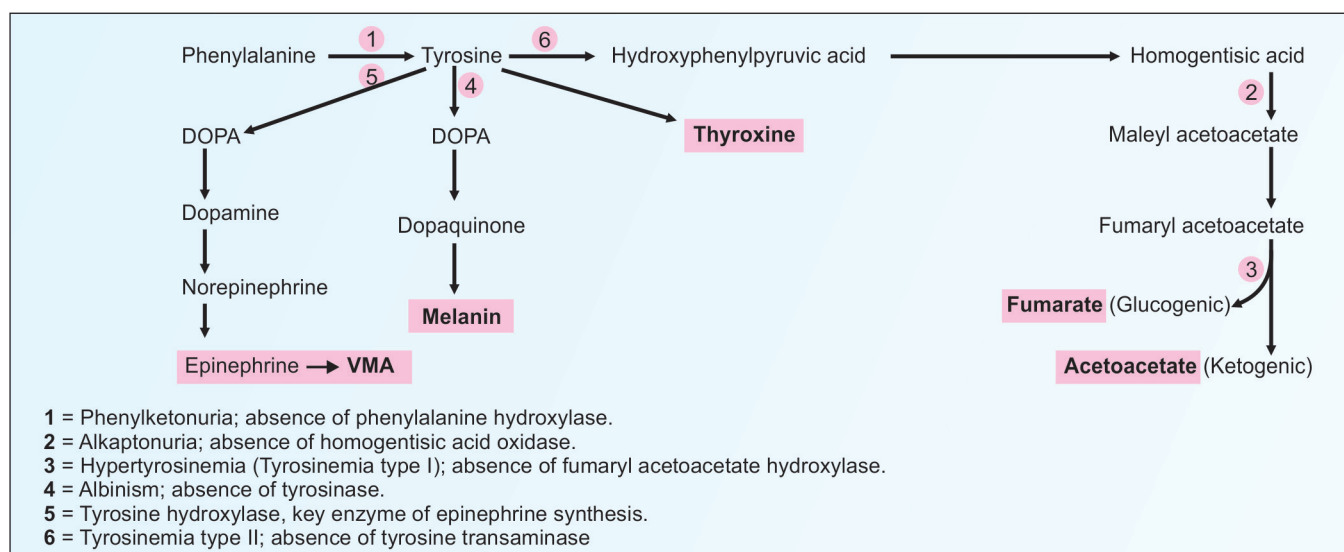 Phenylalanine 1 Tyrosine 6 Hydroxyphenylpyruvic acid Homogentisic acid
5 4 2
DOPA DOPA Thyroxine Maleyl acetoacetate
Dopamine Dopaquinone Fumaryl acetoacetate
3
Norepinephrine Melanin Fumarate (Glucogenic)
Epinephrine VMA Acetoacetate (Ketogenic)
1 = Phenylketonuria; absence of phenylalanine hydroxylase.
2 = Alkaptonuria; absence of homogentisic acid oxidase.
3 = Hypertyrosinemia (Tyrosinemia type I); absence of fumaryl acetoacetate hydroxylase.
4 = Albinism; absence of tyrosinase.
5 = Tyrosine hydroxylase, key enzyme of epinephrine synthesis.
6 = Tyrosinemia type II; absence of tyrosine transaminase